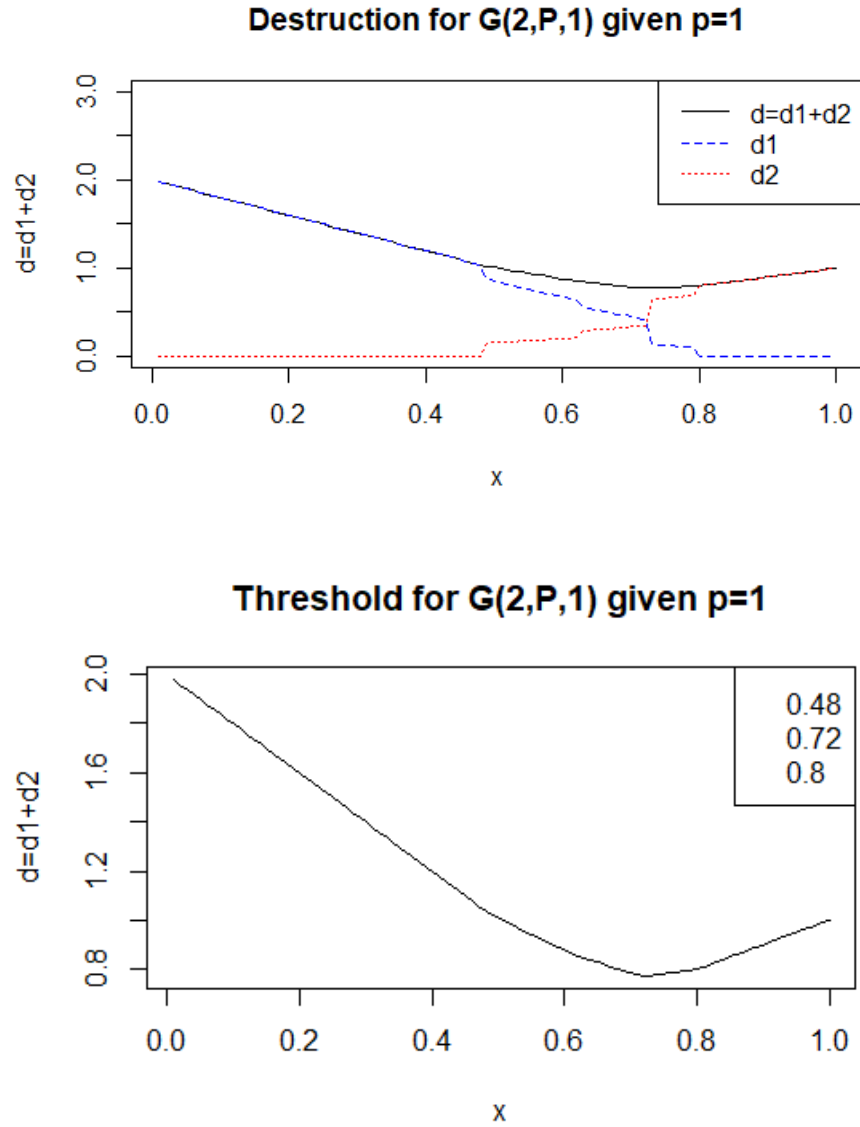 Destruction for G(2,P,1) given p=1
d=d1+d2
3.0
2.0
1.0
0.0
d=d1+d2
d1
d2
0.0 0.2 0.4 0.6 0.8 1.0
x
Threshold for G(2,P,1) given p=1
d=d1+d2
2.0
1.6
1.2
0.8
0.48
0.72
0.8
0.0 0.2 0.4 0.6 0.8 1.0
x